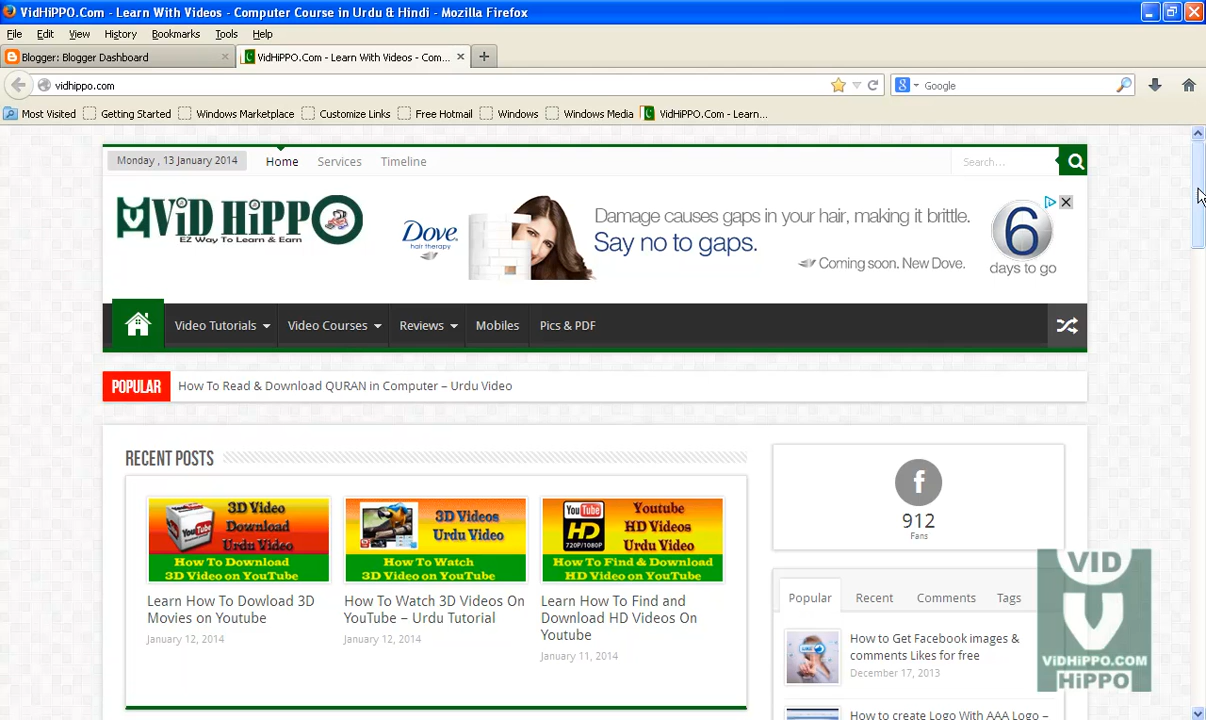 VidHiPPO.Com - Learn With Videos - Computer Course in Urdu & Hindi - Mozilla Firefox
File Edit View History Bookmarks Tools Help
Blogger: Blogger Dashboard × VidHiPPO.Com - Learn With Videos - Com... × +
vidhippo.com Google
Most Visited Getting Started Windows Marketplace Customize Links Free Hotmail Windows Windows Media VidHiPPO.Com - Learn...
Monday , 13 January 2014 Home Services Timeline Search...
ViD HiPPO
EZ Way To Learn & Earn
Dove
hair therapy
Damage causes gaps in your hair, making it brittle.
Say no to gaps.
Coming soon. New Dove.
6
days to go
Video Tutorials Video Courses Reviews Mobiles Pics & PDF
POPULAR How To Read & Download QURAN in Computer – Urdu Video
RECENT POSTS
3D Video
Download
Urdu Video
YouTube
How To Download
3D Video on YouTube
Learn How To Dowload 3D
Movies on Youtube
January 12, 2014
3D Videos
Urdu Video
How To Watch
3D Video on YouTube
How To Watch 3D Videos On
YouTube – Urdu Tutorial
January 12, 2014
YouTube
HD
720P/1080P
Youtube
HD Videos
Urdu Video
How To Find & Download
HD Video on YouTube
Learn How To Find and
Download HD Videos On
Youtube
January 11, 2014
f
912
Fans
Popular Recent Comments Tags
How to Get Facebook images &
comments Likes for free
December 17, 2013
How to create Logo With AAA Logo –
VID
VIDHIPPO.COM
HiPPO